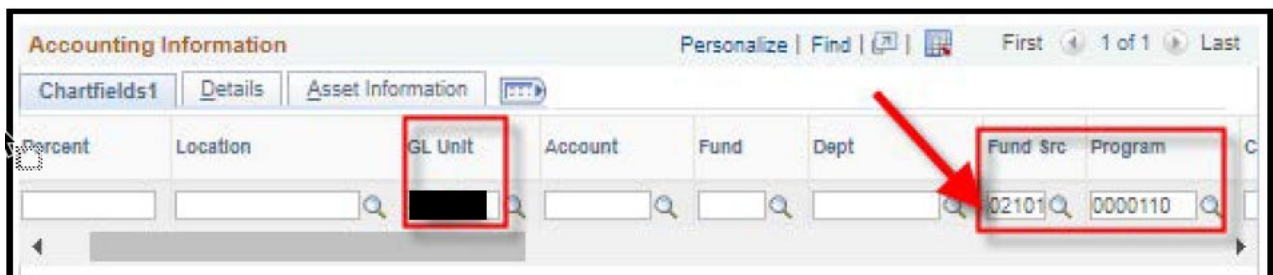 Accounting Information Personalize | Find | First 1 of 1 Last
Chartfields1 Details Asset Information
Percent Location GL Unit Account Fund Dept Fund Src Program C
02101 0000110